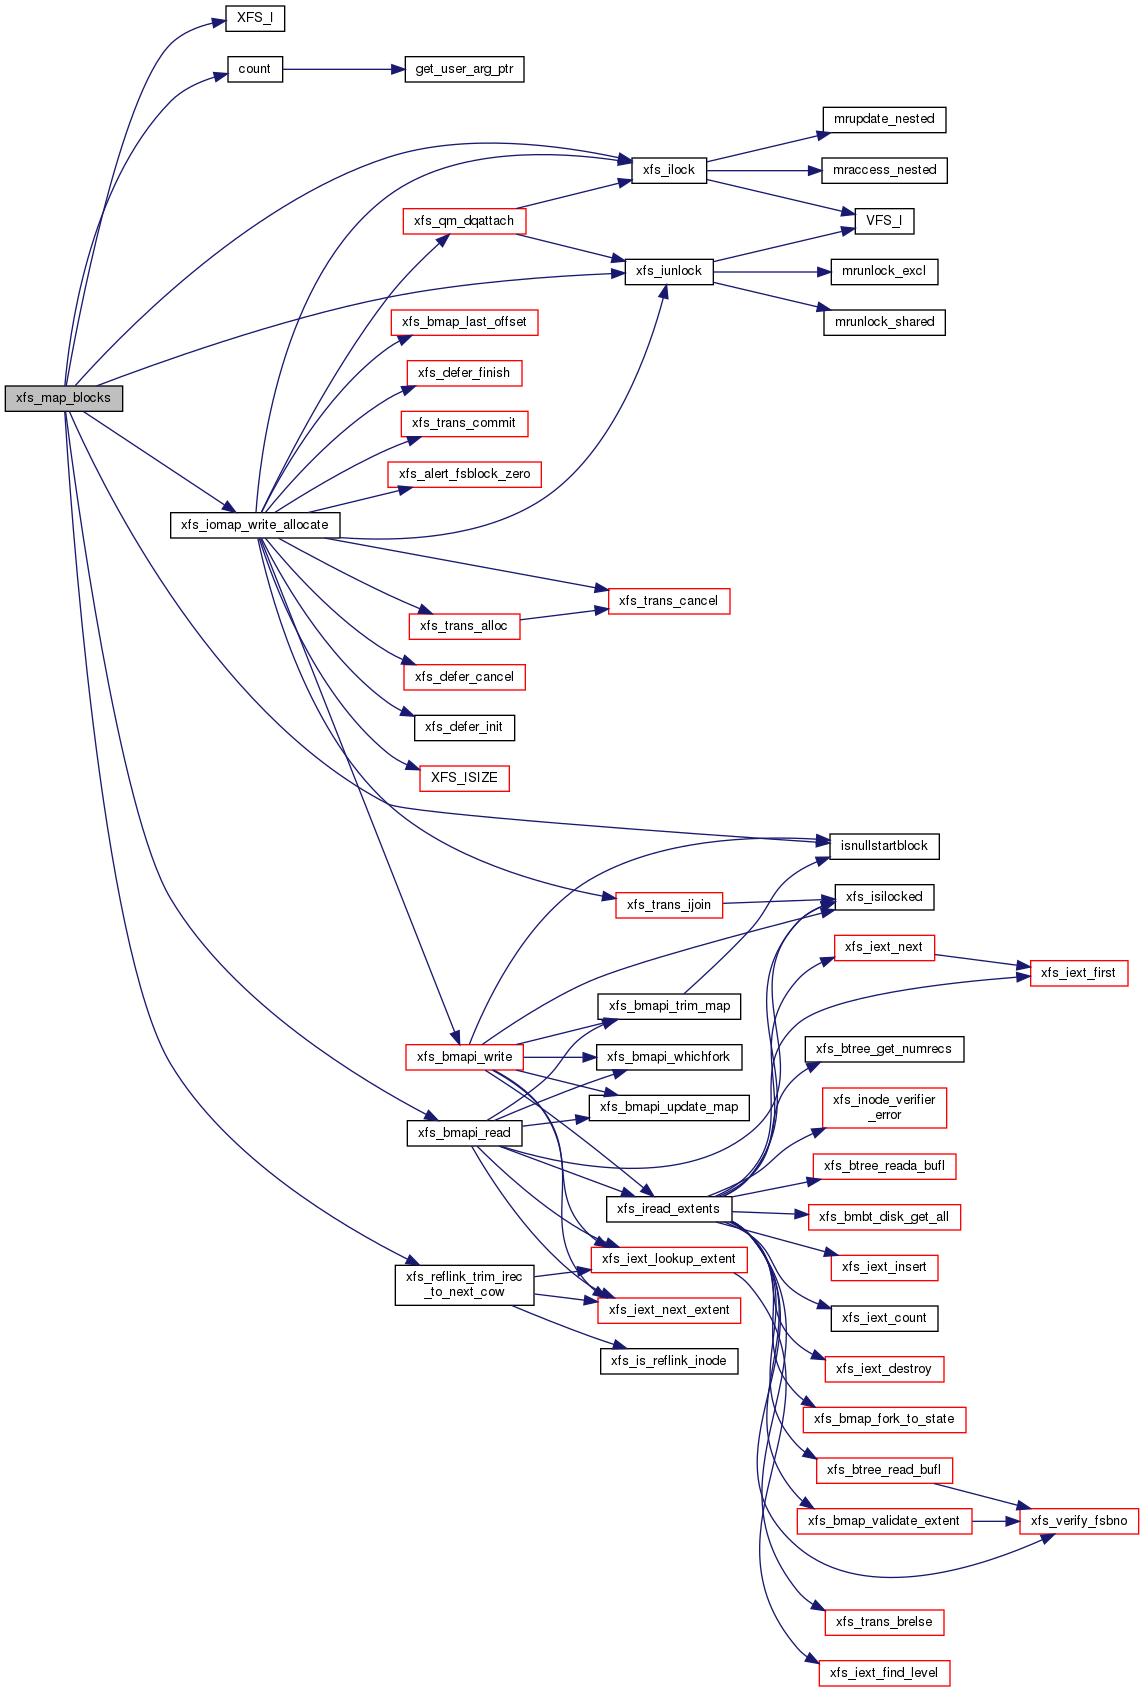 XFS_I
count
get_user_arg_ptr
mrupdate_nested
xfs_ilock
mraccess_nested
xfs_qm_dqattach
VFS_I
xfs_iunlock
mrunlock_excl
xfs_bmap_last_offset
mrunlock_shared
xfs_defer_finish
xfs_map_blocks
xfs_trans_commit
xfs_alert_fsblock_zero
xfs_iomap_write_allocate
xfs_trans_cancel
xfs_trans_alloc
xfs_defer_cancel
xfs_defer_init
XFS_ISIZE
isnullstartblock
xfs_isilocked
xfs_trans_ijoin
xfs_iext_next
xfs_iext_first
xfs_bmapi_trim_map
xfs_btree_get_numrecs
xfs_bmapi_write
xfs_bmapi_whichfork
xfs_inode_verifier
_error
xfs_bmapi_update_map
xfs_bmapi_read
xfs_btree_reada_bufl
xfs_iread_extents
xfs_bmbt_disk_get_all
xfs_iext_lookup_extent
xfs_iext_insert
xfs_reflink_trim_irec
_to_next_cow
xfs_iext_next_extent
xfs_iext_count
xfs_is_reflink_inode
xfs_iext_destroy
xfs_bmap_fork_to_state
xfs_btree_read_bufl
xfs_bmap_validate_extent
xfs_verify_fsbno
xfs_trans_brelse
xfs_iext_find_level